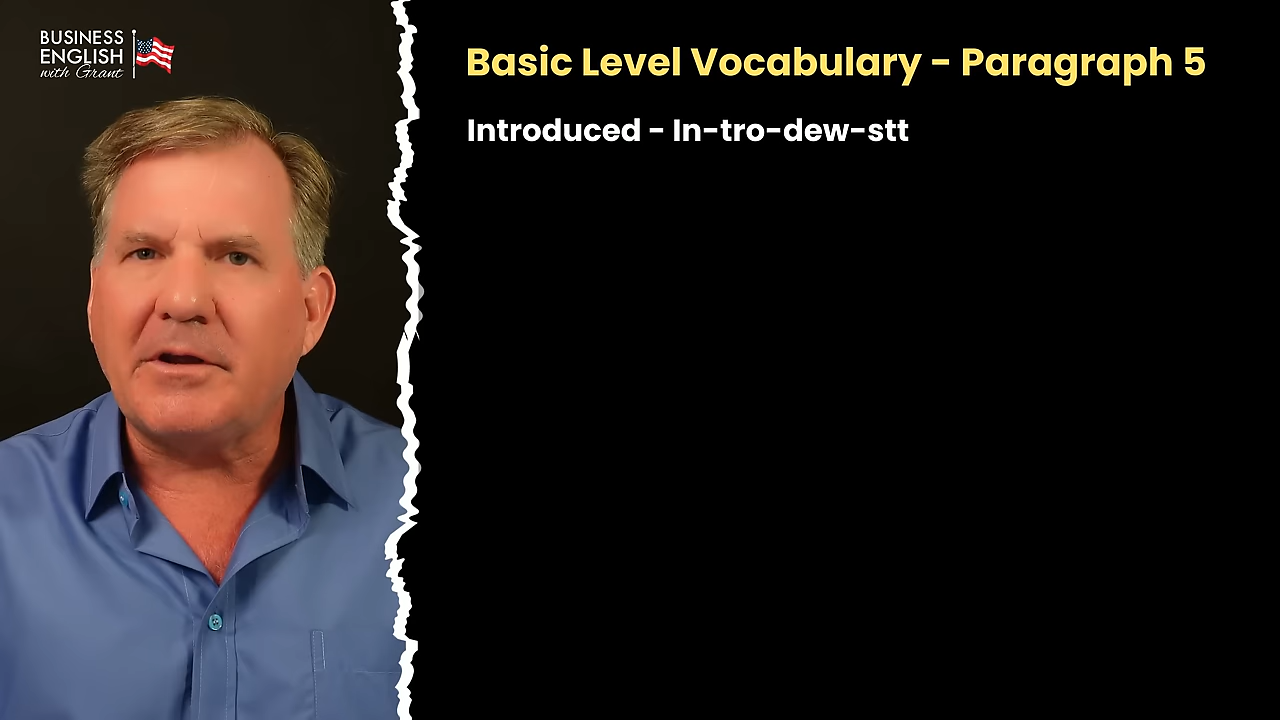 BUSINESS
ENGLISH
with Grant
Basic Level Vocabulary - Paragraph 5
Introduced - In-tro-dew-stt